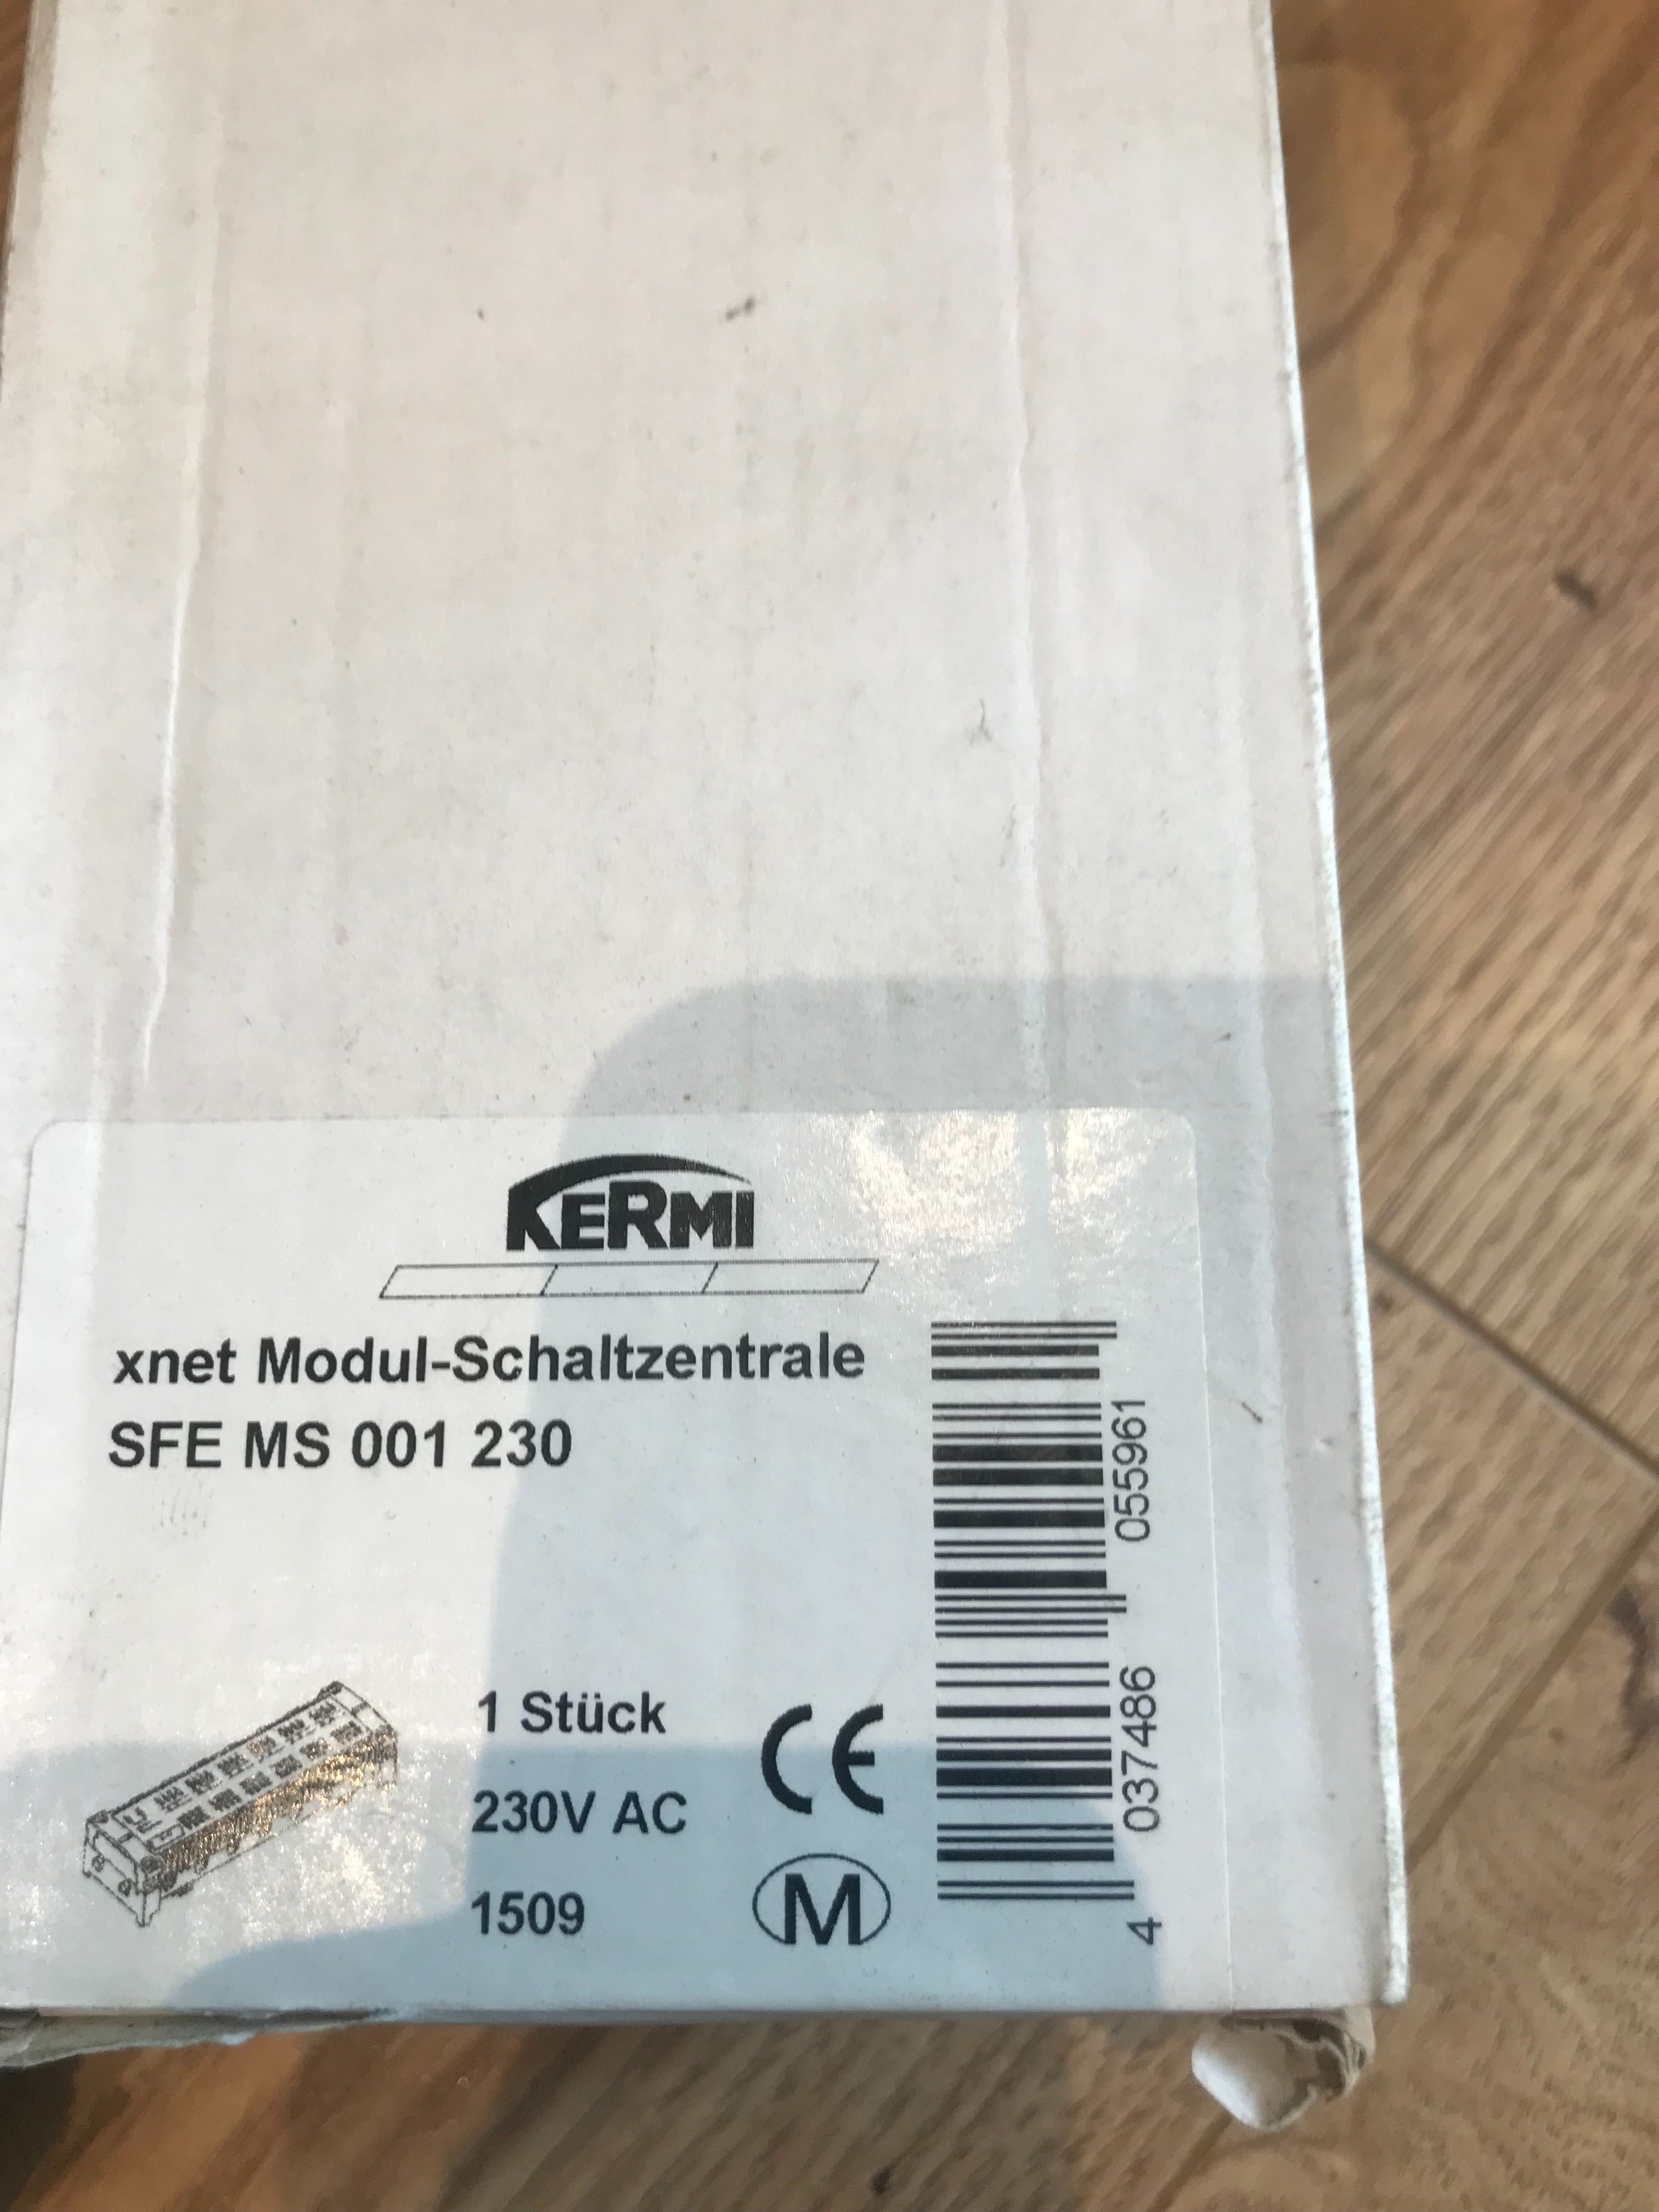 KERMI
xnet Modul-Schaltzentrale
SFE MS 001 230
1 Stück
230V AC
1509
CE
M
4 037486 055961